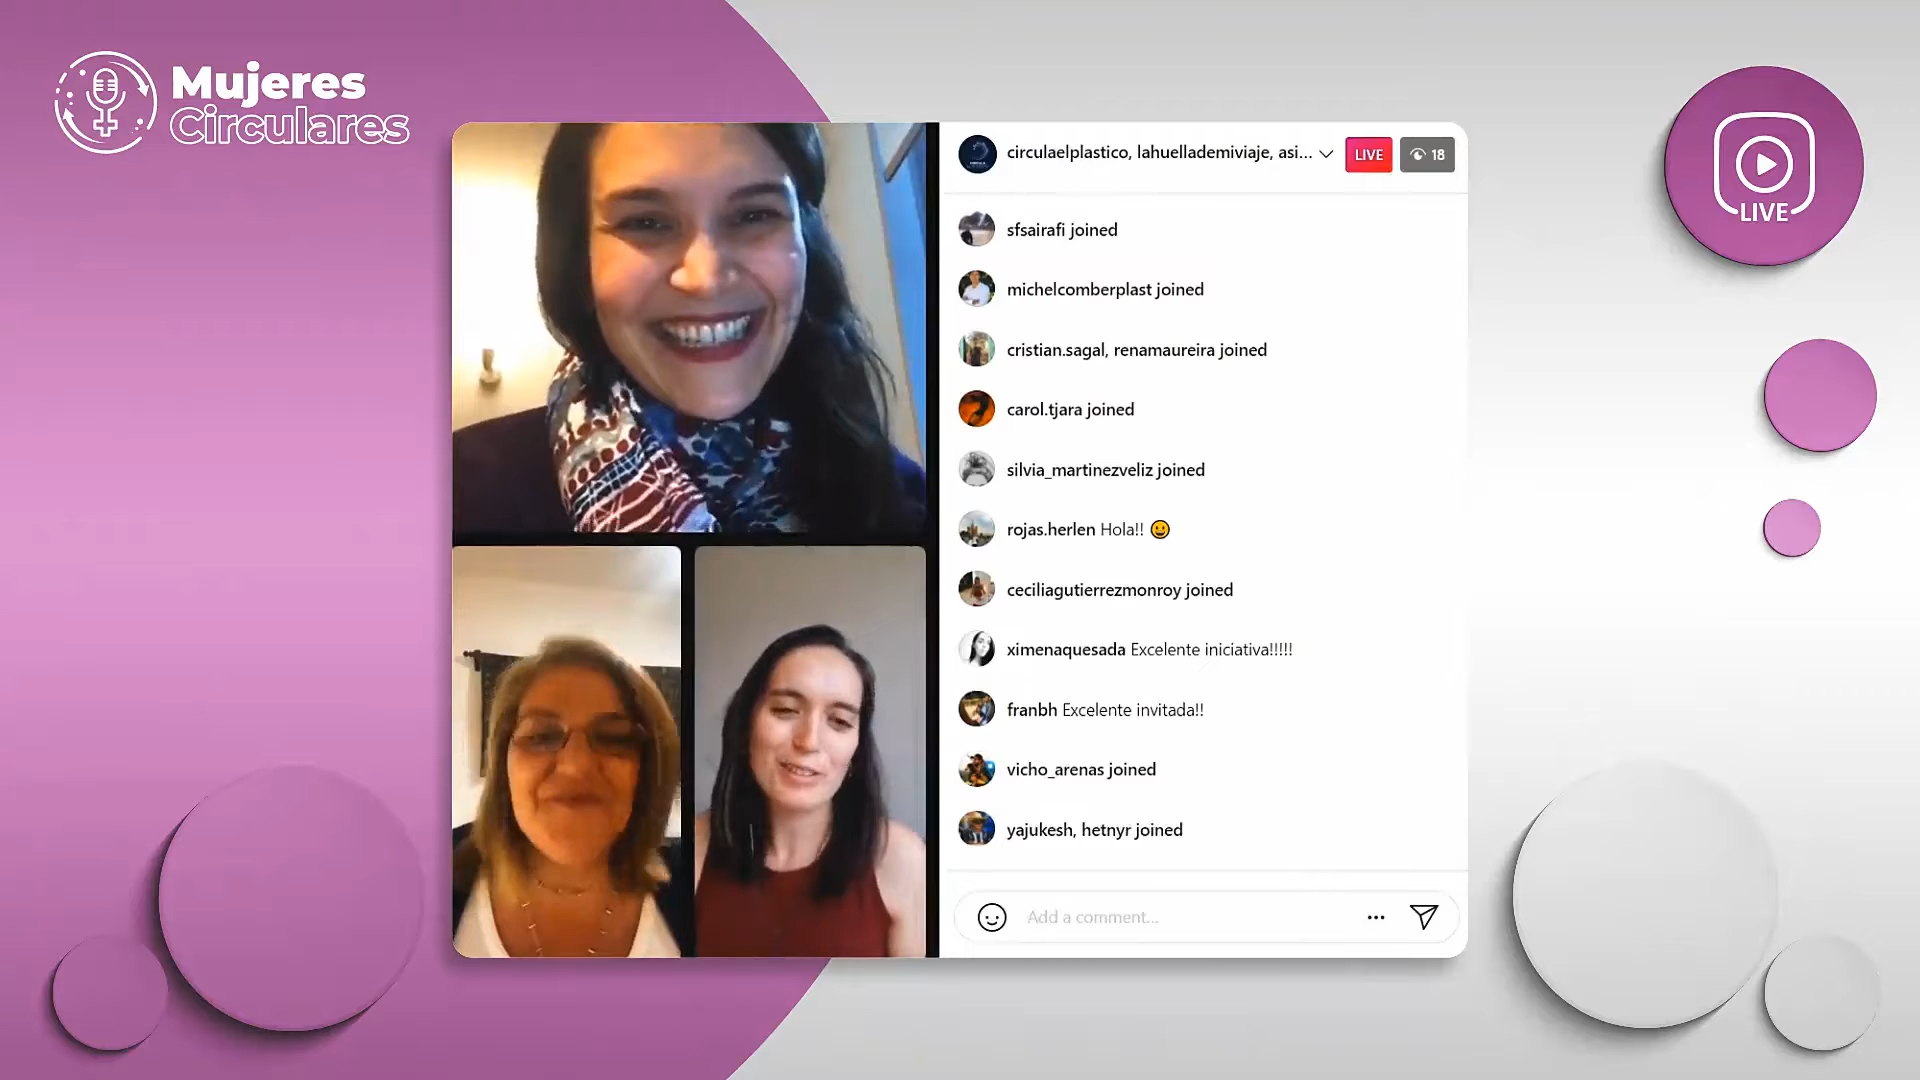 Mujeres
Circulares
circulaelplastico, lahuellademiviaje, asi...
LIVE
18
LIVE
sfsairafi joined
michelcomberplast joined
cristian.sagal, renamaureira joined
carol.tjara joined
silvia_martinezveliz joined
rojas.herlen Hola!! 😀
ceciliagutierrezmonroy joined
ximenaquesada Excelente iniciativa!!!!!
franbh Excelente invitada!!
vicho_arenas joined
yajukesh, hetnyr joined
Add a comment...